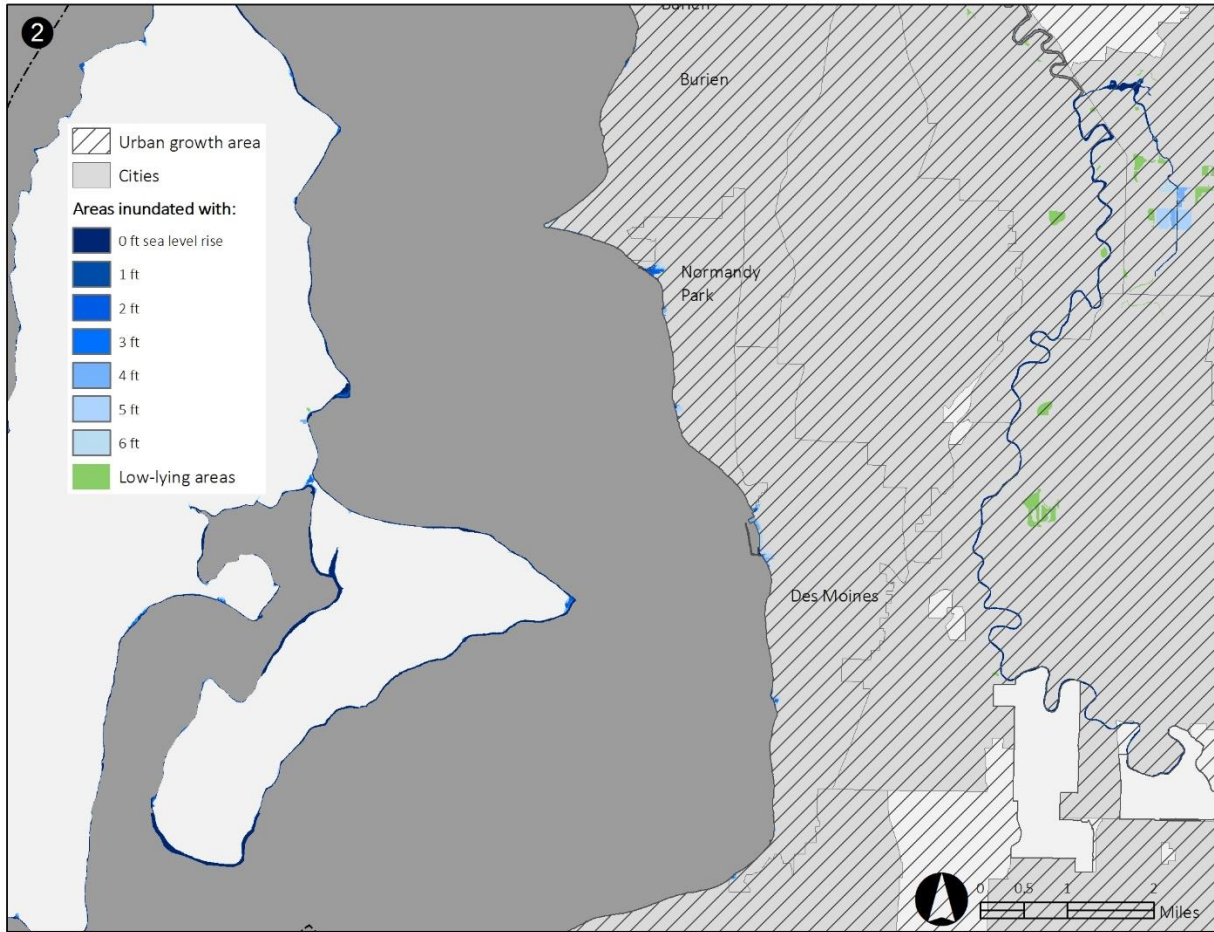 2
Burien
Burien
Urban growth area
Cities
Areas inundated with:
0 ft sea level rise
1 ft
2 ft
3 ft
4 ft
5 ft
6 ft
Low-lying areas
Normandy
Park
Des Moines
0 0.5 1 2
Miles